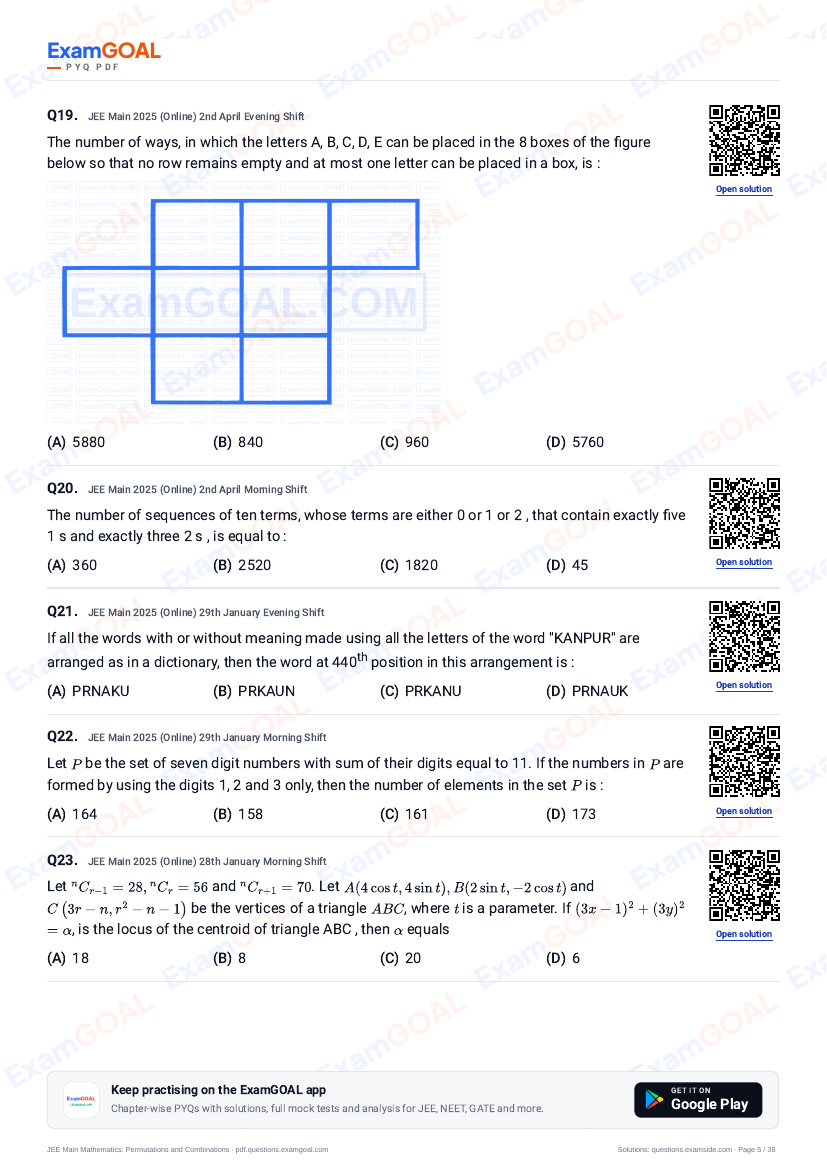 ExamGOAL
PYQ PDF
Q19. JEE Main 2025 (Online) 2nd April Evening Shift
The number of ways, in which the letters A, B, C, D, E can be placed in the 8 boxes of the figure
below so that no row remains empty and at most one letter can be placed in a box, is :
Open solution
ExamGOAL.COM
(A) 5880 (B) 840 (C) 960 (D) 5760
Q20. JEE Main 2025 (Online) 2nd April Morning Shift
The number of sequences of ten terms, whose terms are either 0 or 1 or 2 , that contain exactly five
1 s and exactly three 2 s , is equal to :
(A) 360 (B) 2520 (C) 1820 (D) 45
Open solution
Q21. JEE Main 2025 (Online) 29th January Evening Shift
If all the words with or without meaning made using all the letters of the word "KANPUR" are
arranged as in a dictionary, then the word at 440th position in this arrangement is :
(A) PRNAKU (B) PRKAUN (C) PRKANU (D) PRNAUK
Open solution
Q22. JEE Main 2025 (Online) 29th January Morning Shift
Let P be the set of seven digit numbers with sum of their digits equal to 11. If the numbers in P are
formed by using the digits 1, 2 and 3 only, then the number of elements in the set P is :
(A) 164 (B) 158 (C) 161 (D) 173
Open solution
Q23. JEE Main 2025 (Online) 28th January Morning Shift
Let ⁿCᵣ₋₁ = 28, ⁿCᵣ = 56 and ⁿCᵣ₊₁ = 70. Let A(4 cos t, 4 sin t), B(2 sin t, −2 cos t) and
C (3r − n, r² − n − 1) be the vertices of a triangle ABC, where t is a parameter. If (3x − 1)² + (3y)²
= α, is the locus of the centroid of triangle ABC , then α equals
(A) 18 (B) 8 (C) 20 (D) 6
Open solution
Keep practising on the ExamGOAL app
Chapter-wise PYQs with solutions, full mock tests and analysis for JEE, NEET, GATE and more.
GET IT ON
Google Play
JEE Main Mathematics: Permutations and Combinations · pdf.questions.examgoal.com
Solutions: questions.examside.com · Page 5 / 38